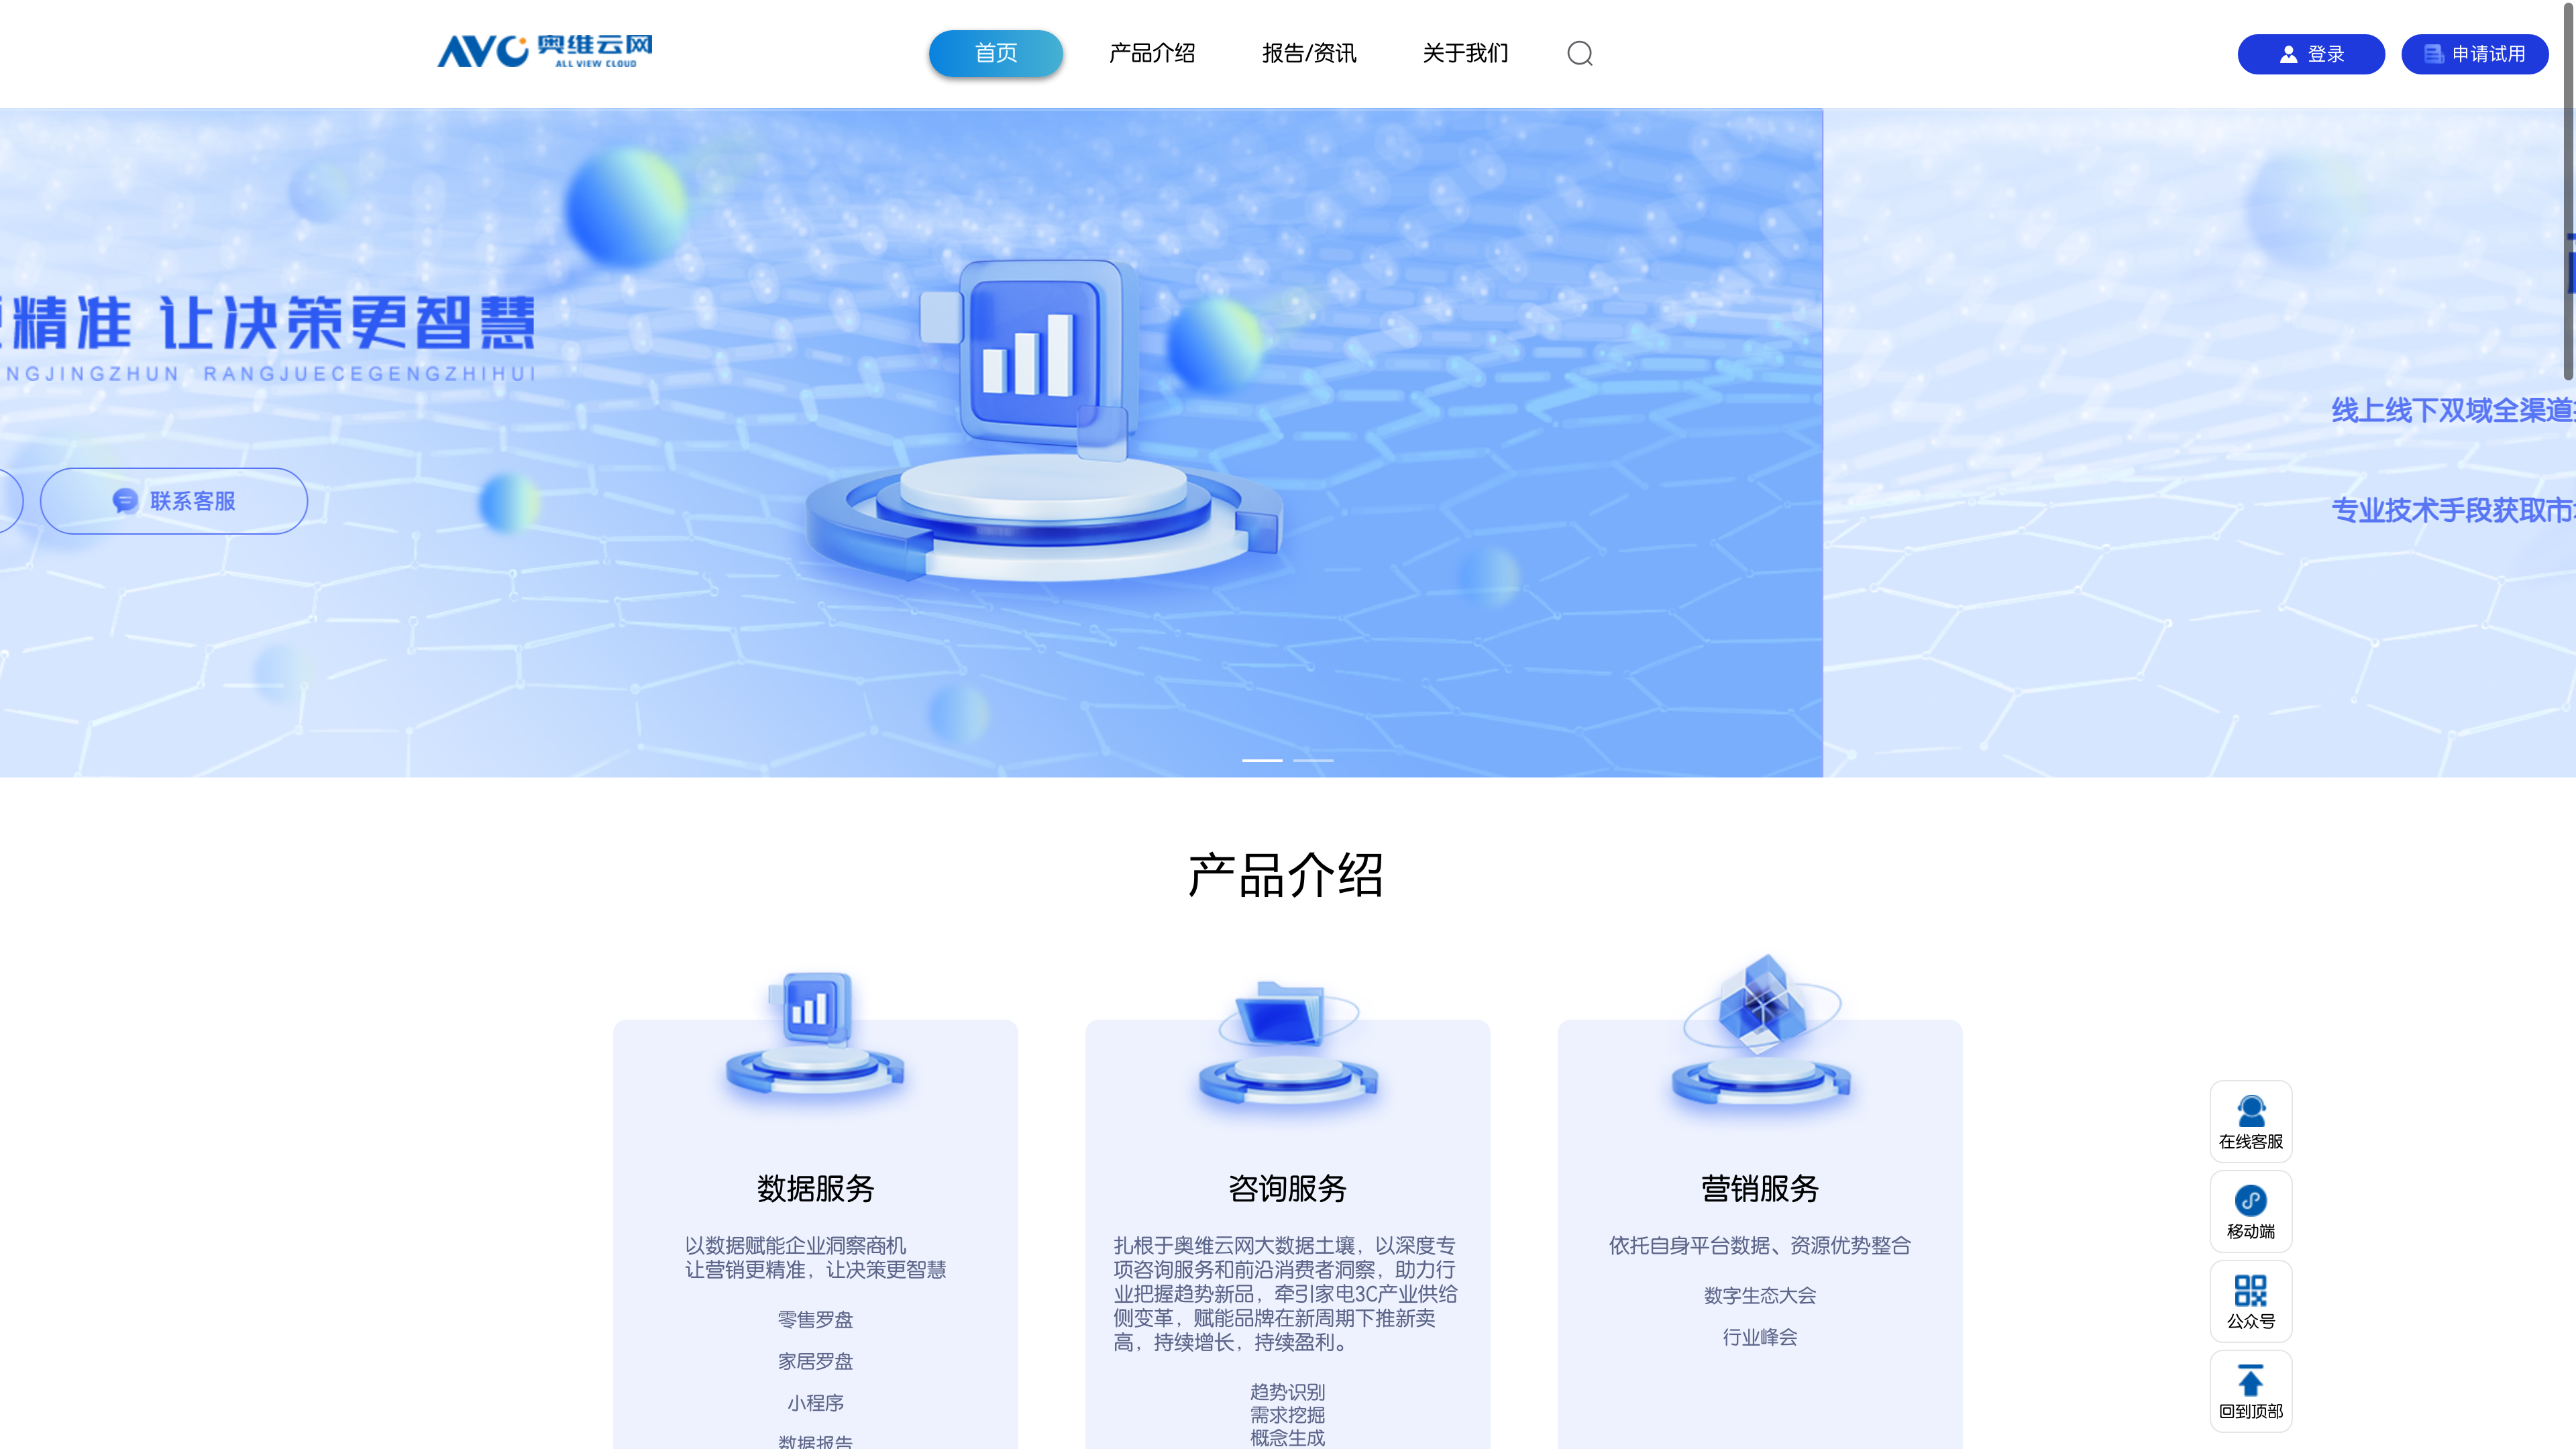 AVC 奥维云网
ALL VIEW CLOUD
首页
产品介绍
报告/资讯
关于我们
登录
申请试用
精准 让决策更智慧
NGJINGZHUN RANGJUECEGENGZHIHUI
联系客服
线上线下双域全渠道
专业技术手段获取市
产品介绍
数据服务
以数据赋能企业洞察商机
让营销更精准，让决策更智慧
零售罗盘
家居罗盘
小程序
数据报告
咨询服务
扎根于奥维云网大数据土壤，以深度专
项咨询服务和前沿消费者洞察，助力行
业把握趋势新品，牵引家电3C产业供给
侧变革，赋能品牌在新周期下推新卖
高，持续增长，持续盈利。
趋势识别
需求挖掘
概念生成
营销服务
依托自身平台数据、资源优势整合
数字生态大会
行业峰会
在线客服
移动端
公众号
回到顶部